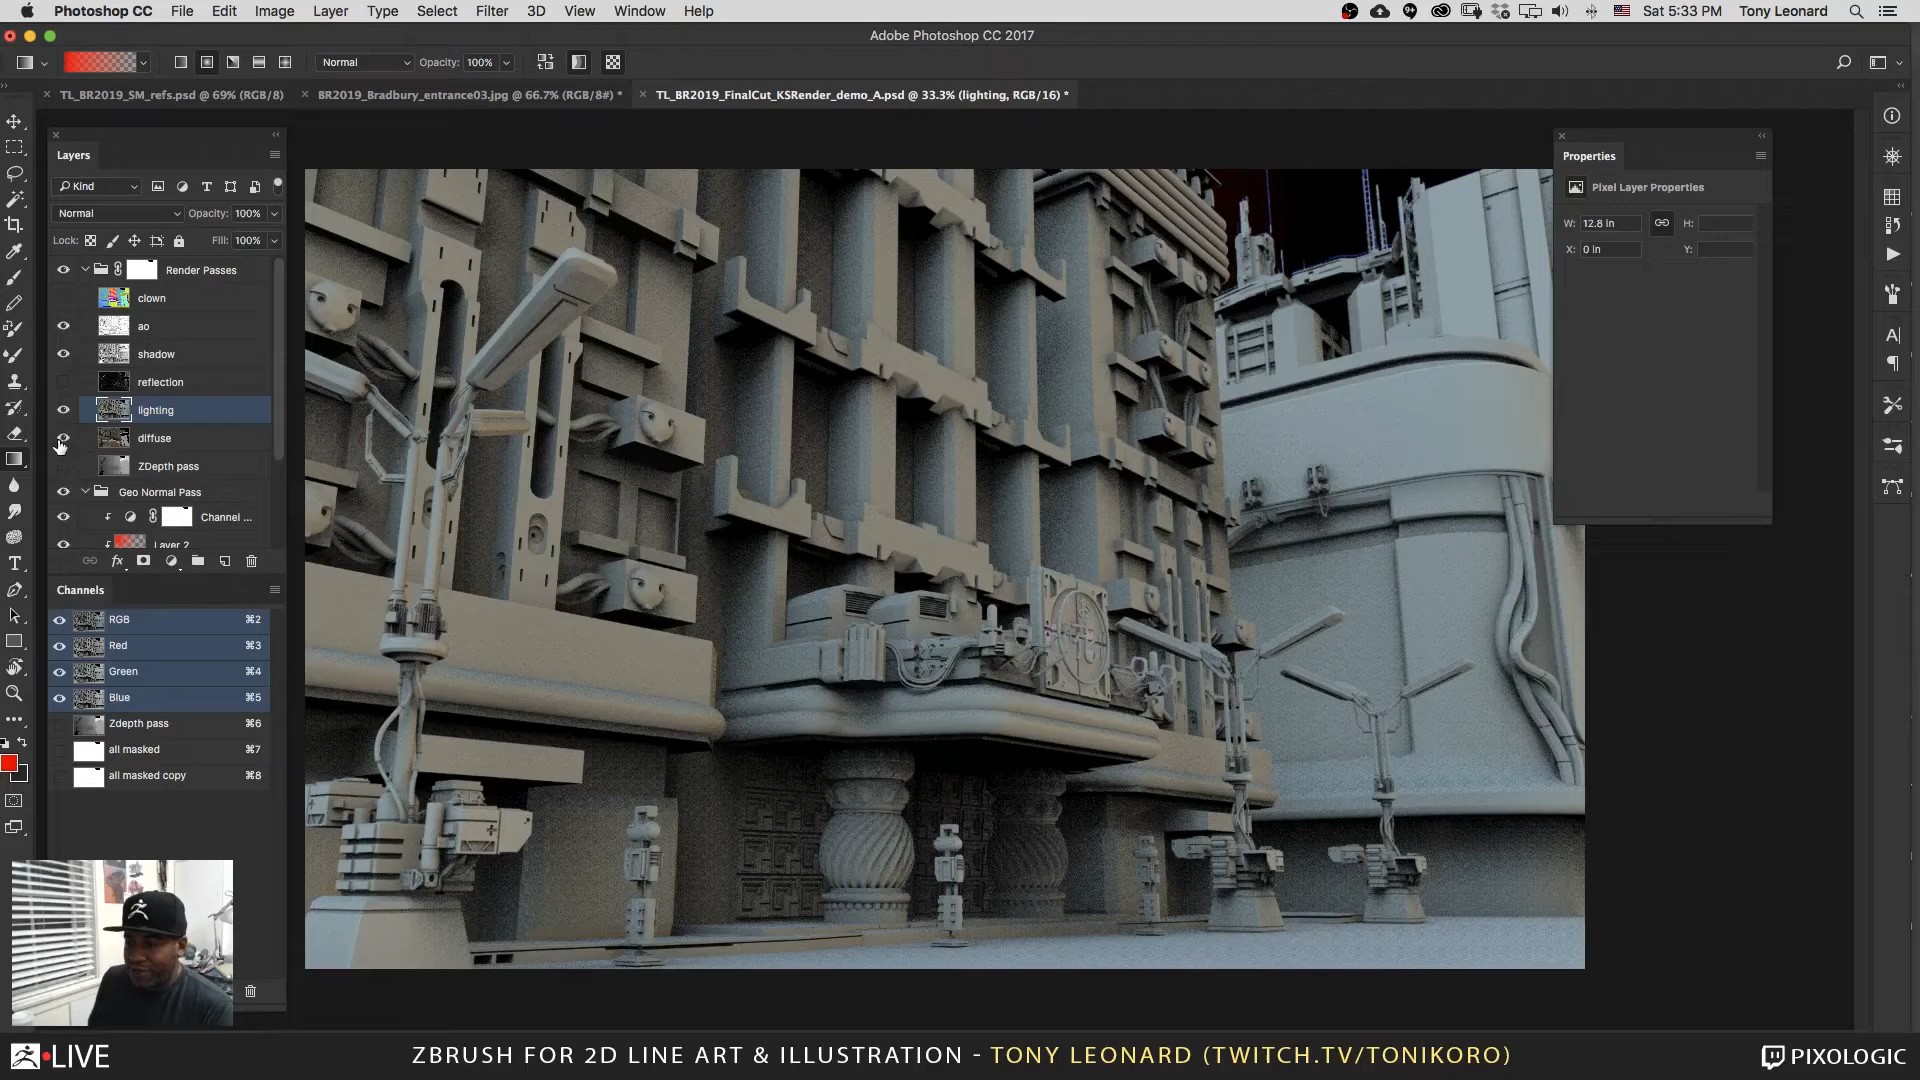 Photoshop CC File Edit Image Layer Type Select Filter 3D View Window Help
9+ Sat 5:33 PM Tony Leonard
Adobe Photoshop CC 2017
Normal Opacity: 100%
TL_BR2019_SM_refs.psd @ 69% (RGB/8)
BR2019_Bradbury_entrance03.jpg @ 66.7% (RGB/8#) *
TL_BR2019_FinalCut_KSRender_demo_A.psd @ 33.3% (lighting, RGB/16) *
Layers
Kind
Normal Opacity: 100%
Lock: Fill: 100%
Render Passes
clown
ao
shadow
reflection
lighting
diffuse
ZDepth pass
Geo Normal Pass
Channel ...
Layer 2
fx
Channels
RGB ⌘2
Red ⌘3
Green ⌘4
Blue ⌘5
Zdepth pass ⌘6
all masked ⌘7
all masked copy ⌘8
Properties
Pixel Layer Properties
W: 12.8 in H:
X: 0 in Y:
LIVE
ZBRUSH FOR 2D LINE ART & ILLUSTRATION - TONY LEONARD (TWITCH.TV/TONIKORO)
PIXOLOGIC